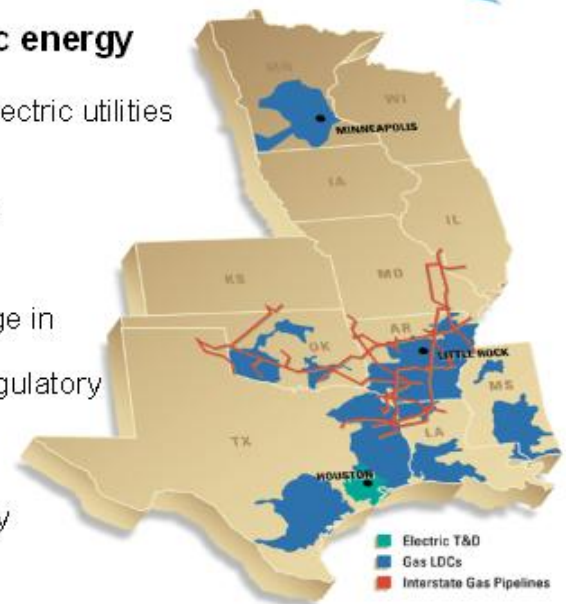 c energy
ectric utilities
ge in
gulatory
y
MN
WI
MINNEAPOLIS
IA
IL
KS
MO
OK
AR
LITTLE ROCK
MS
TX
LA
HOUSTON
Electric T&D
Gas LDCs
Interstate Gas Pipelines